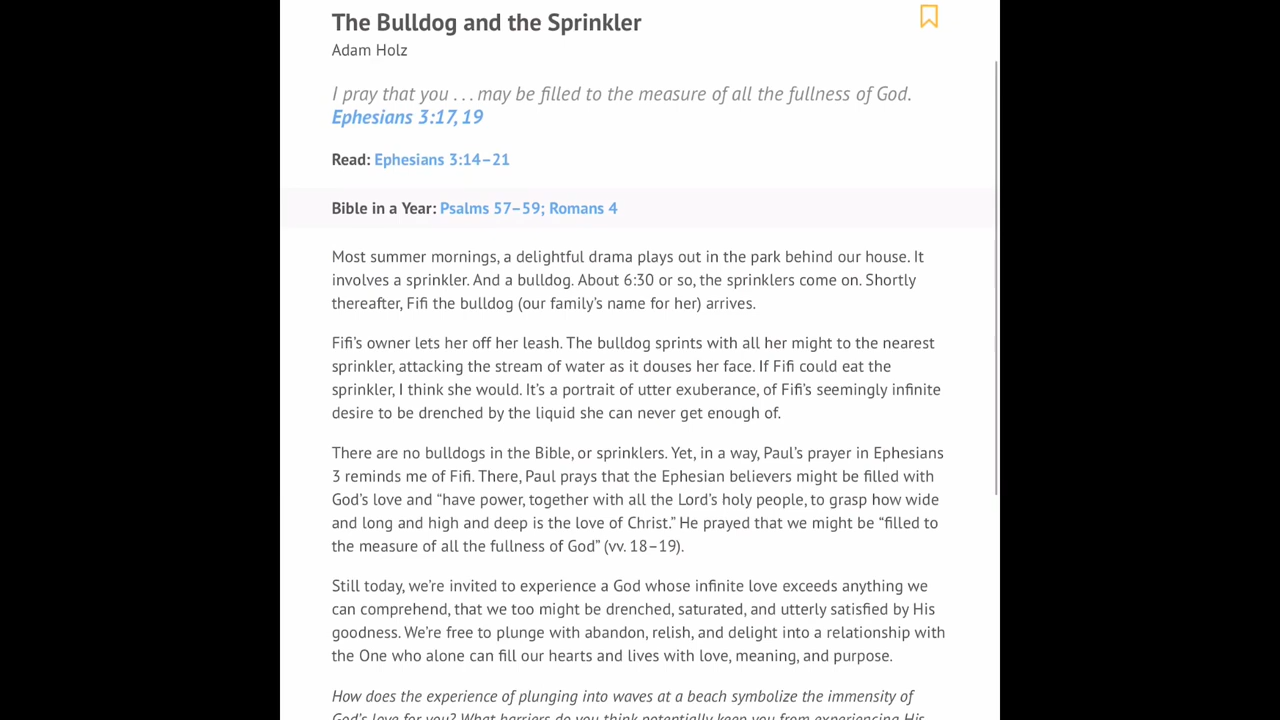 The Bulldog and the Sprinkler
Adam Holz
I pray that you . . . may be filled to the measure of all the fullness of God.
Ephesians 3:17, 19
Read: Ephesians 3:14–21
Bible in a Year: Psalms 57–59; Romans 4
Most summer mornings, a delightful drama plays out in the park behind our house. It
involves a sprinkler. And a bulldog. About 6:30 or so, the sprinklers come on. Shortly
thereafter, Fifi the bulldog (our family’s name for her) arrives.
Fifi’s owner lets her off her leash. The bulldog sprints with all her might to the nearest
sprinkler, attacking the stream of water as it douses her face. If Fifi could eat the
sprinkler, I think she would. It’s a portrait of utter exuberance, of Fifi’s seemingly infinite
desire to be drenched by the liquid she can never get enough of.
There are no bulldogs in the Bible, or sprinklers. Yet, in a way, Paul’s prayer in Ephesians
3 reminds me of Fifi. There, Paul prays that the Ephesian believers might be filled with
God’s love and “have power, together with all the Lord’s holy people, to grasp how wide
and long and high and deep is the love of Christ.” He prayed that we might be “filled to
the measure of all the fullness of God” (vv. 18–19).
Still today, we’re invited to experience a God whose infinite love exceeds anything we
can comprehend, that we too might be drenched, saturated, and utterly satisfied by His
goodness. We’re free to plunge with abandon, relish, and delight into a relationship with
the One who alone can fill our hearts and lives with love, meaning, and purpose.
How does the experience of plunging into waves at a beach symbolize the immensity of
God’s love for you? What barriers do you think potentially keep you from experiencing His